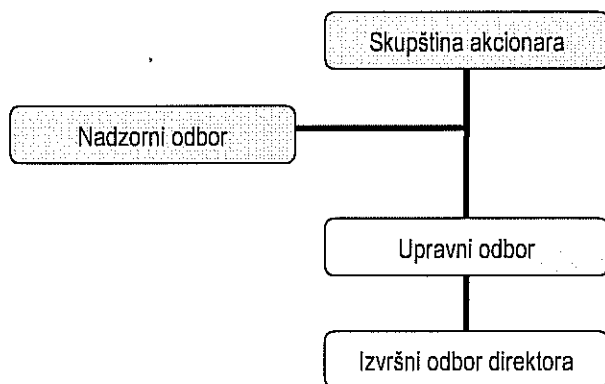 Skupština akcionara
Nadzorni odbor
Upravni odbor
Izvršni odbor direktora